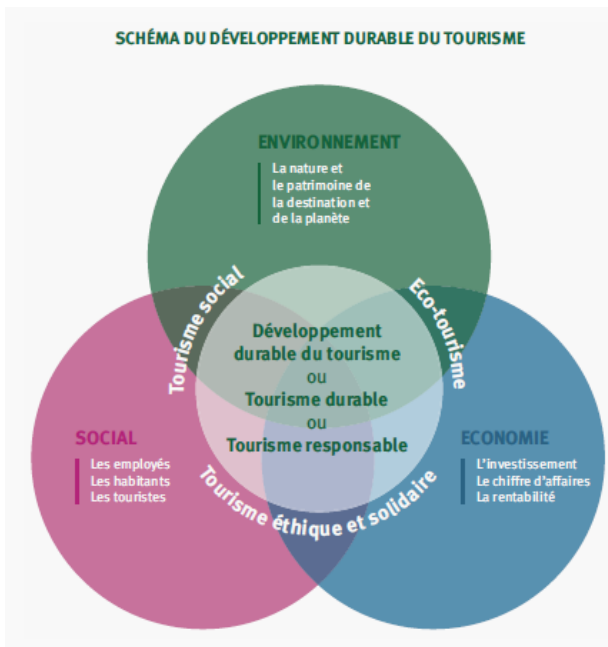 SCHÉMA DU DÉVELOPPEMENT DURABLE DU TOURISME
ENVIRONNEMENT
La nature et
le patrimoine de
la destination et
de la planète
Tourisme social
Eco-tourisme
Développement
durable du tourisme
ou
Tourisme durable
ou
Tourisme responsable
SOCIAL
Les employés
Les habitants
Les touristes
ECONOMIE
L'investissement
Le chiffre d'affaires
La rentabilité
Tourisme éthique et solidaire